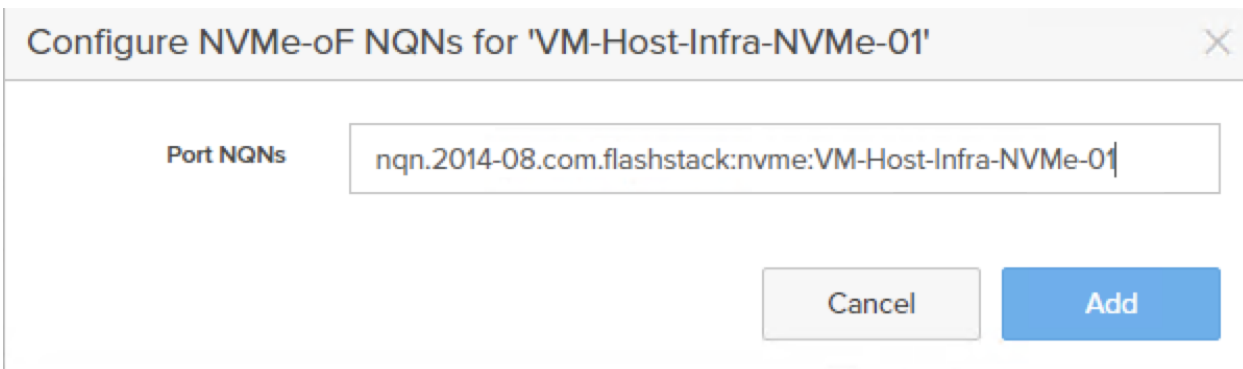 Configure NVMe-oF NQNs for 'VM-Host-Infra-NVMe-01'
Port NQNs
nqn.2014-08.com.flashstack:nvme:VM-Host-Infra-NVMe-01
Cancel
Add